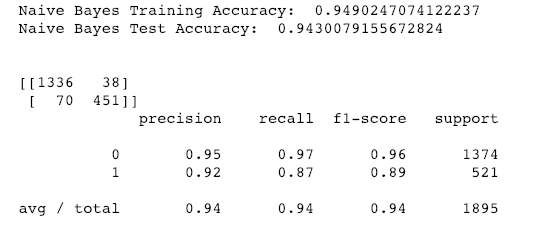 Naive Bayes Training Accuracy:  0.9490247074122237
Naive Bayes Test Accuracy:  0.9430079155672824
[[1336   38]
 [  70  451]]
             precision    recall  f1-score   support
          0       0.95      0.97      0.96      1374
          1       0.92      0.87      0.89       521
avg / total       0.94      0.94      0.94      1895